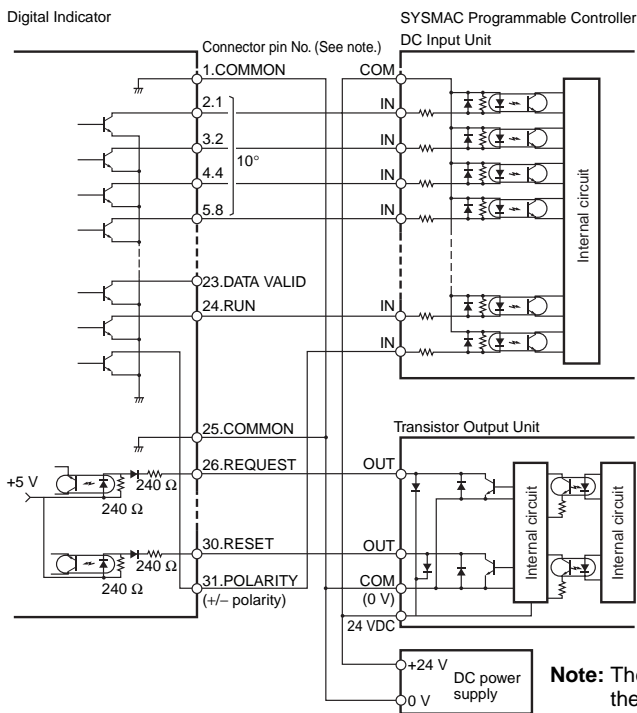 Digital Indicator
SYSMAC Programmable Controller
DC Input Unit
Connector pin No. (See note.)
1.COMMON
COM
2.1
IN
3.2
IN
10°
4.4
IN
5.8
IN
Internal circuit
23.DATA VALID
24.RUN
IN
IN
25.COMMON
Transistor Output Unit
26.REQUEST
OUT
+5 V
240 Ω
240 Ω
Internal circuit
Internal circuit
30.RESET
OUT
240 Ω
240 Ω
31.POLARITY
(+/– polarity)
COM
(0 V)
24 VDC
+24 V
DC power
supply
0 V
Note: The
the